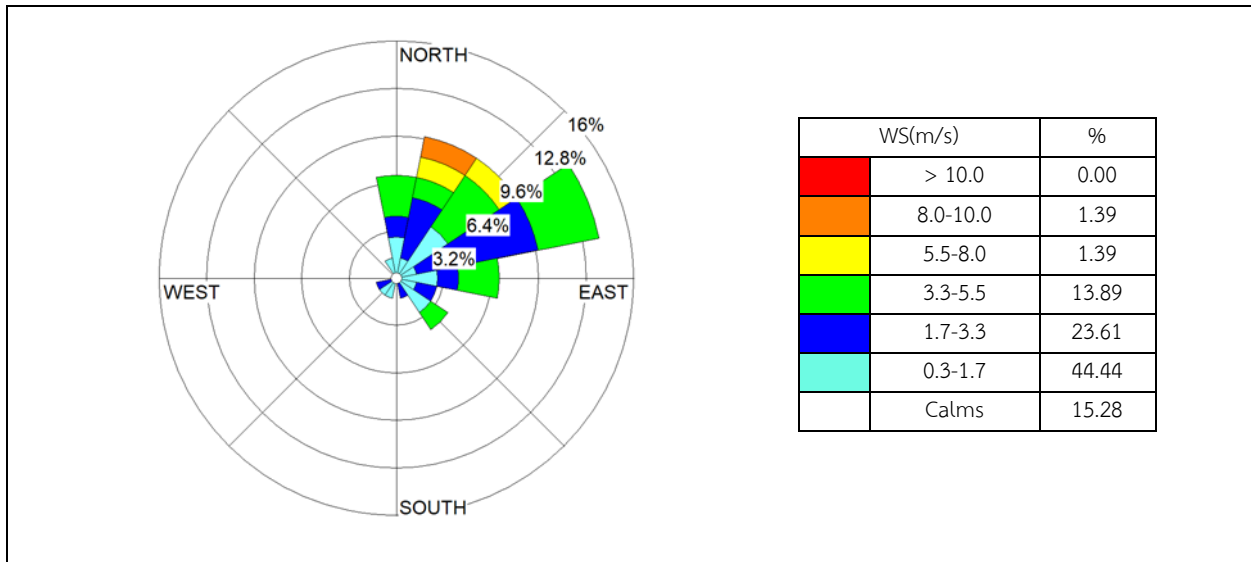 NORTH
16%
12.8%
9.6%
6.4%
3.2%
WEST
EAST
SOUTH
WS(m/s) %
> 10.0 0.00
8.0-10.0 1.39
5.5-8.0 1.39
3.3-5.5 13.89
1.7-3.3 23.61
0.3-1.7 44.44
Calms 15.28